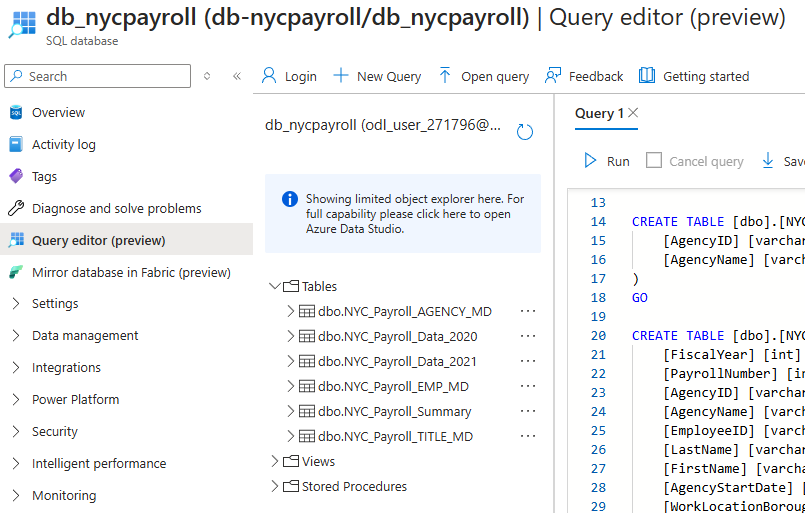 db_nycpayroll (db-nycpayroll/db_nycpayroll) | Query editor (preview)
SQL database
Search
Overview
Activity log
Tags
Diagnose and solve problems
Query editor (preview)
Mirror database in Fabric (preview)
Settings
Data management
Integrations
Power Platform
Security
Intelligent performance
Monitoring
Login
New Query
Open query
Feedback
Getting started
db_nycpayroll (odl_user_271796@...
Showing limited object explorer here. For
full capability please click here to open
Azure Data Studio.
Tables
dbo.NYC_Payroll_AGENCY_MD ...
dbo.NYC_Payroll_Data_2020 ...
dbo.NYC_Payroll_Data_2021 ...
dbo.NYC_Payroll_EMP_MD ...
dbo.NYC_Payroll_Summary ...
dbo.NYC_Payroll_TITLE_MD ...
Views
Stored Procedures
Query 1
Run
Cancel query
Save
13
14 CREATE TABLE [dbo].[NYC
15 [AgencyID] [varchar
16 [AgencyName] [varch
17 )
18 GO
19
20 CREATE TABLE [dbo].[NYC
21 [FiscalYear] [int]
22 [PayrollNumber] [in
23 [AgencyID] [varchar
24 [AgencyName] [varch
25 [EmployeeID] [varch
26 [LastName] [varchar
27 [FirstName] [varcha
28 [AgencyStartDate] [
29 [WorkLocationBoroug